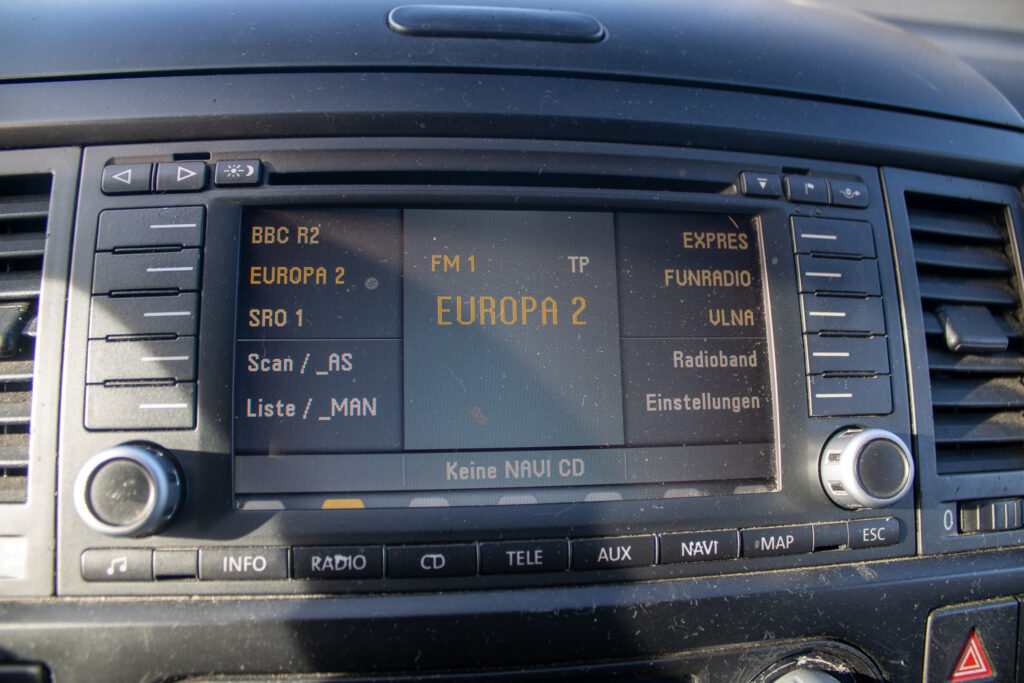 BBC R2
EUROPA 2
SRO 1
Scan / _AS
Liste / _MAN
FM 1 TP
EUROPA 2
EXPRES
FUNRADIO
VLNA
Radioband
Einstellungen
Keine NAVI CD
INFO RADIO CD TELE AUX NAVI MAP ESC
0